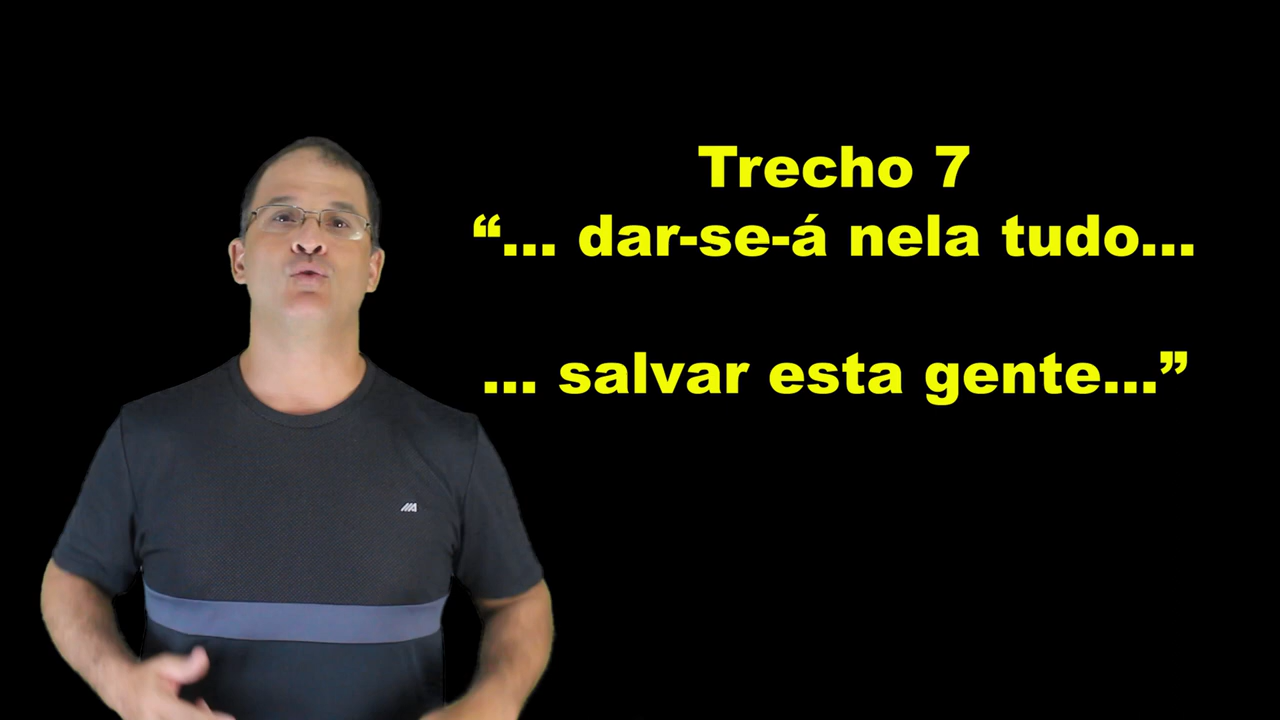 Trecho 7
“... dar-se-á nela tudo...
... salvar esta gente...”